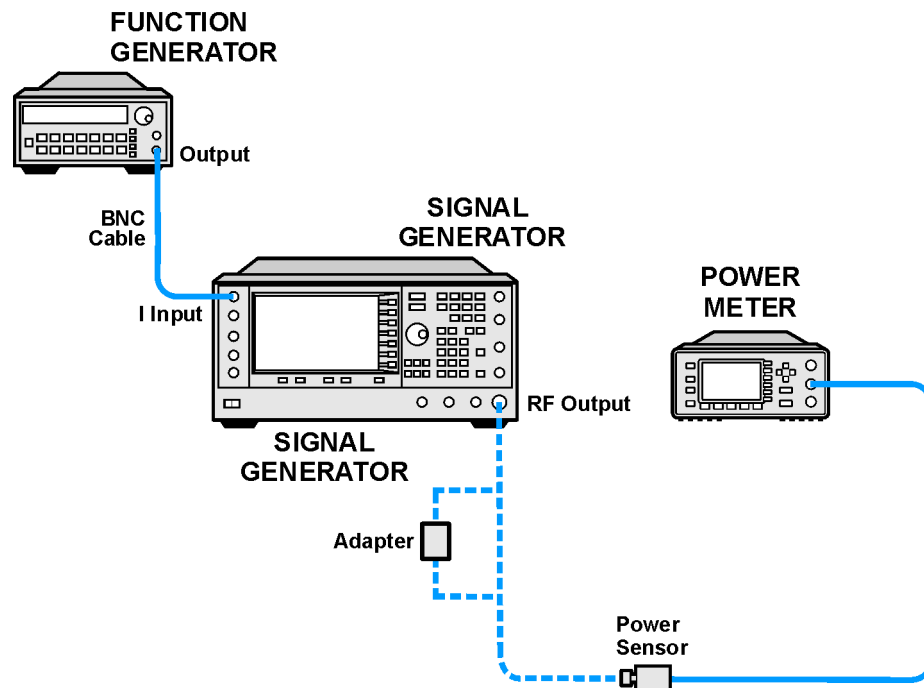 FUNCTION
GENERATOR
Output
BNC
Cable
SIGNAL
GENERATOR
I Input
POWER
METER
RF Output
SIGNAL
GENERATOR
Adapter
Power
Sensor